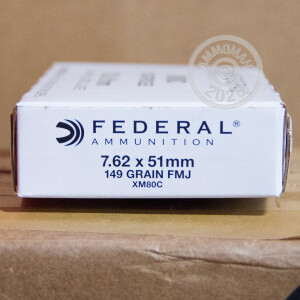 FEDERAL®
AMMUNITION
7.62 x 51mm
149 GRAIN FMJ
XM80C